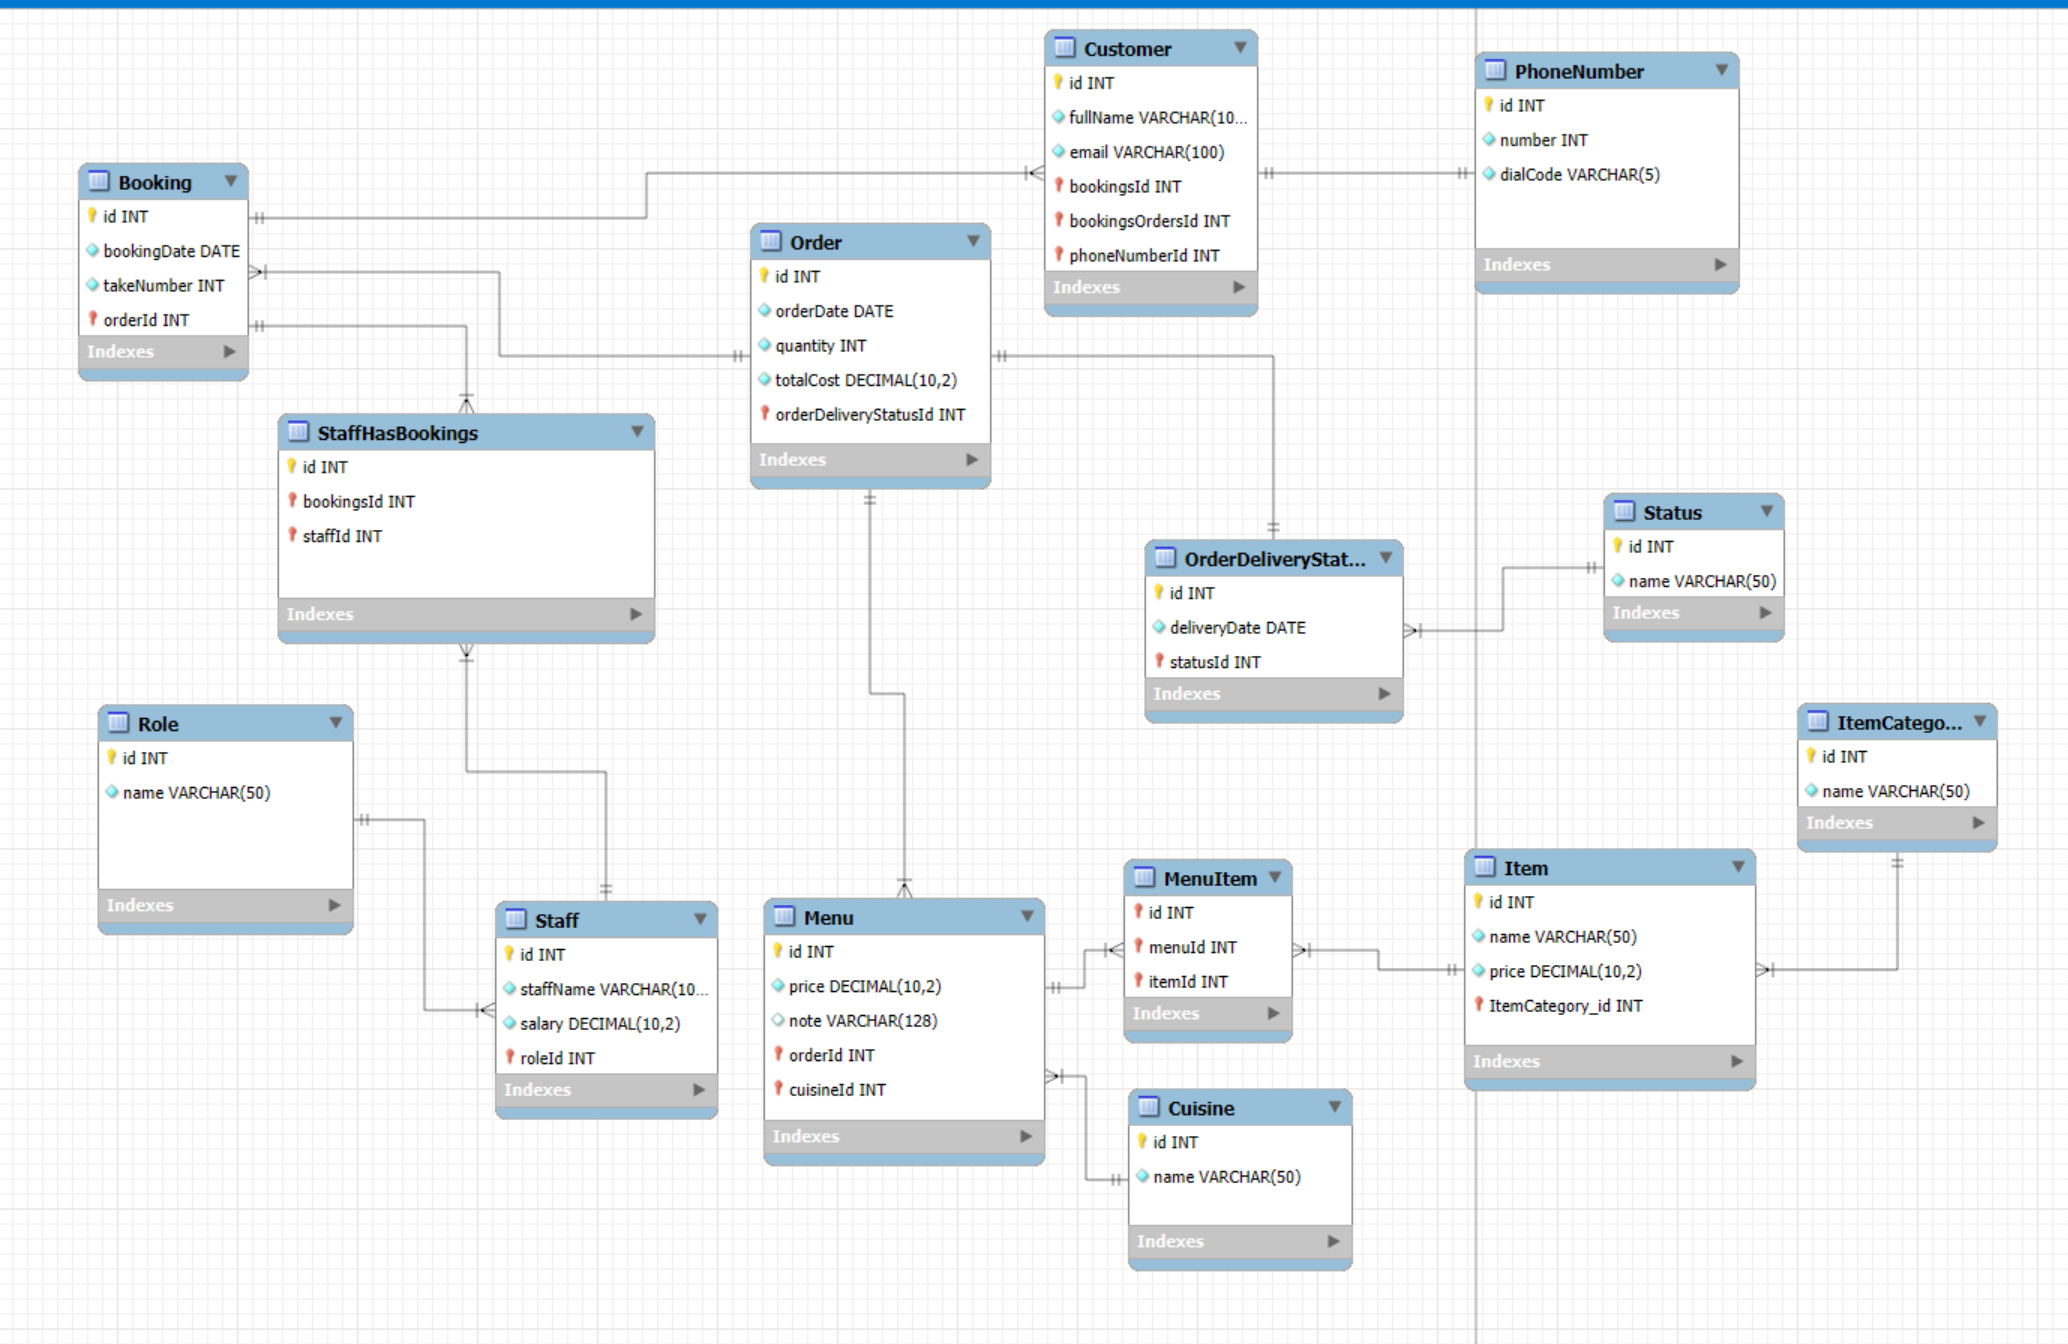 Customer
id INT
fullName VARCHAR(10...
email VARCHAR(100)
bookingsId INT
bookingsOrdersId INT
phoneNumberId INT
Indexes
PhoneNumber
id INT
number INT
dialCode VARCHAR(5)
Indexes
Booking
id INT
bookingDate DATE
takeNumber INT
orderId INT
Indexes
Order
id INT
orderDate DATE
quantity INT
totalCost DECIMAL(10,2)
orderDeliveryStatusId INT
Indexes
StaffHasBookings
id INT
bookingsId INT
staffId INT
Indexes
OrderDeliveryStat...
id INT
deliveryDate DATE
statusId INT
Indexes
Status
id INT
name VARCHAR(50)
Indexes
Role
id INT
name VARCHAR(50)
Indexes
ItemCatego...
id INT
name VARCHAR(50)
Indexes
Staff
id INT
staffName VARCHAR(10...
salary DECIMAL(10,2)
roleId INT
Indexes
Menu
id INT
price DECIMAL(10,2)
note VARCHAR(128)
orderId INT
cuisineId INT
Indexes
MenuItem
id INT
menuId INT
itemId INT
Indexes
Item
id INT
name VARCHAR(50)
price DECIMAL(10,2)
ItemCategory_id INT
Indexes
Cuisine
id INT
name VARCHAR(50)
Indexes